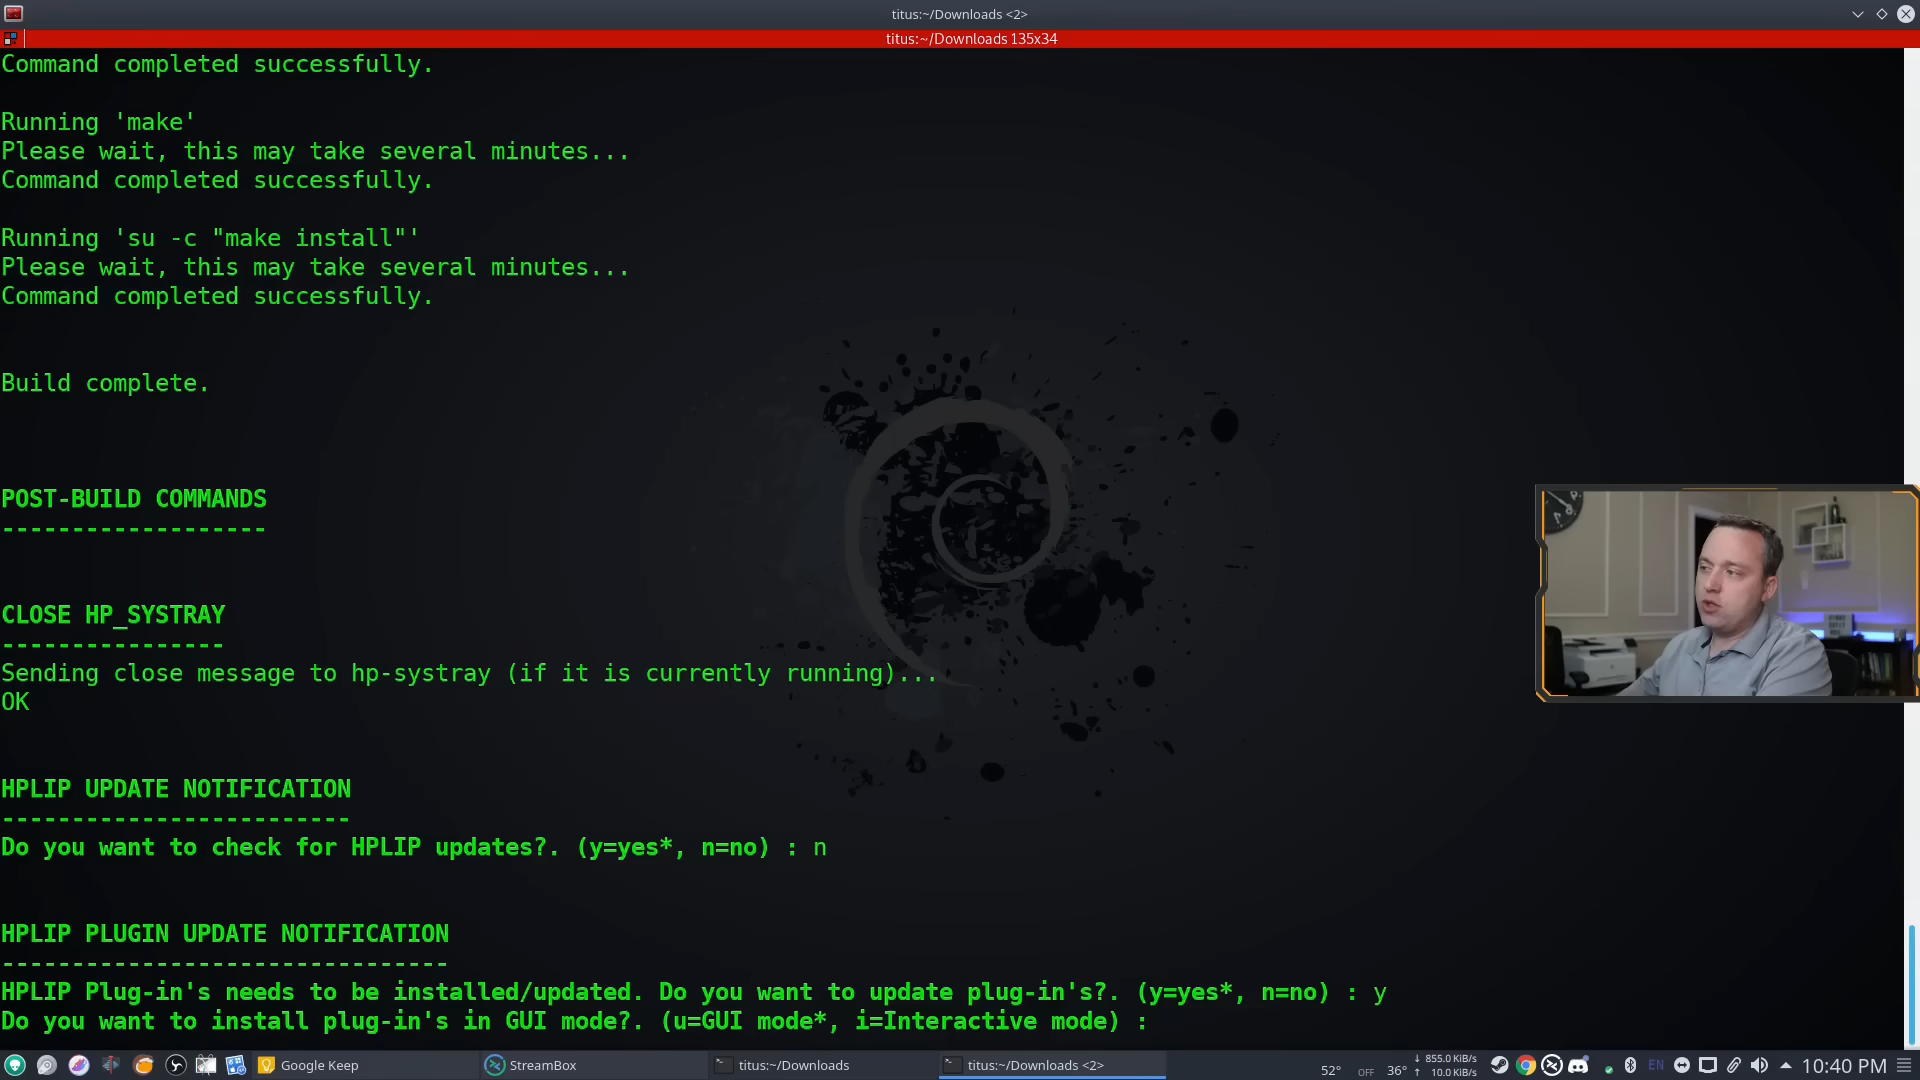 titus:~/Downloads <2>
titus:~/Downloads 135x34
Command completed successfully.
Running 'make'
Please wait, this may take several minutes...
Command completed successfully.
Running 'su -c "make install"'
Please wait, this may take several minutes...
Command completed successfully.
Build complete.
POST-BUILD COMMANDS
-------------------
CLOSE HP_SYSTRAY
----------------
Sending close message to hp-systray (if it is currently running)...
OK
HPLIP UPDATE NOTIFICATION
-------------------------
Do you want to check for HPLIP updates?. (y=yes*, n=no) : n
HPLIP PLUGIN UPDATE NOTIFICATION
--------------------------------
HPLIP Plug-in's needs to be installed/updated. Do you want to update plug-in's?. (y=yes*, n=no) : y
Do you want to install plug-in's in GUI mode?. (u=GUI mode*, i=Interactive mode) :
Google Keep
StreamBox
titus:~/Downloads
titus:~/Downloads <2>
52° OFF 36°
↓ 855.0 KiB/s
↑ 10.0 KiB/s
EN
10:40 PM